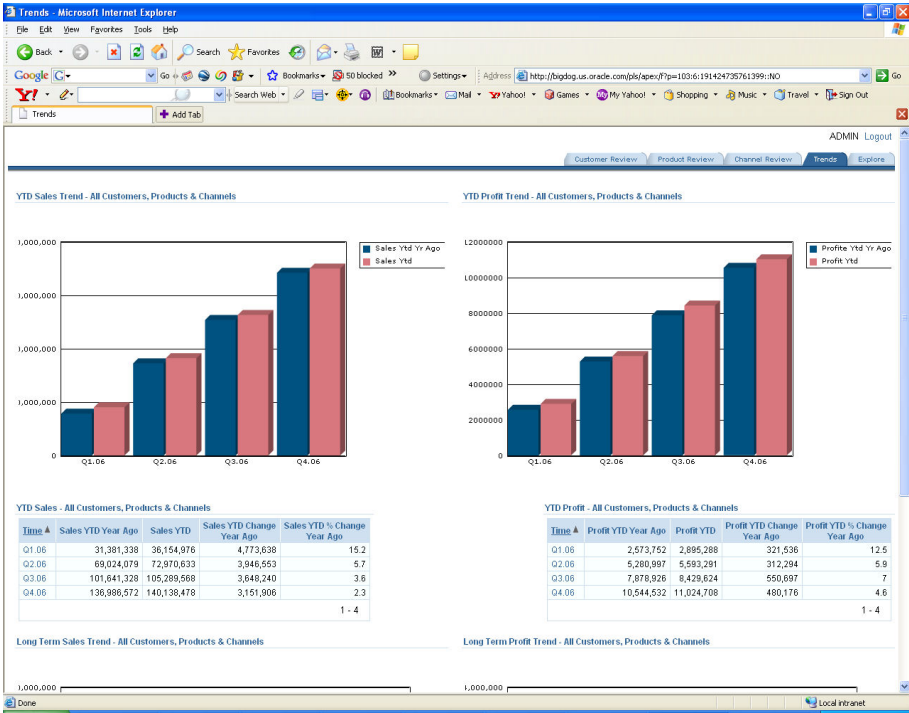 Trends - Microsoft Internet Explorer
File Edit View Favorites Tools Help
Back Search Favorites
Google G Go Bookmarks 50 blocked Settings Address http://bigdog.us.oracle.com/pls/apex/f?p=103:6:191424735761399::NO Go
Y! Search Web Bookmarks Mail Yahoo! Games My Yahoo! Shopping Music Travel Sign Out
Trends Add Tab
ADMIN Logout
Customer Review Product Review Channel Review Trends Explore
YTD Sales Trend - All Customers, Products & Channels
),000,000
),000,000
),000,000
),000,000
0
Q1.06 Q2.06 Q3.06 Q4.06
Sales Ytd Yr Ago
Sales Ytd
YTD Profit Trend - All Customers, Products & Channels
12000000
10000000
8000000
6000000
4000000
2000000
0
Q1.06 Q2.06 Q3.06 Q4.06
Profite Ytd Yr Ago
Profit Ytd
YTD Sales - All Customers, Products & Channels
Time Sales YTD Year Ago Sales YTD Sales YTD Change Year Ago Sales YTD % Change Year Ago
Q1.06 31,381,338 36,154,976 4,773,638 15.2
Q2.06 69,024,079 72,970,633 3,946,553 5.7
Q3.06 101,641,328 105,289,568 3,648,240 3.6
Q4.06 136,986,572 140,138,478 3,151,906 2.3
1 - 4
YTD Profit - All Customers, Products & Channels
Time Profit YTD Year Ago Profit YTD Profit YTD Change Year Ago Profit YTD % Change Year Ago
Q1.06 2,573,752 2,895,288 321,536 12.5
Q2.06 5,280,997 5,593,291 312,294 5.9
Q3.06 7,878,926 8,429,624 550,697 7
Q4.06 10,544,532 11,024,708 480,176 4.6
1 - 4
Long Term Sales Trend - All Customers, Products & Channels
),000,000
Long Term Profit Trend - All Customers, Products & Channels
,000,000
Done Local intranet